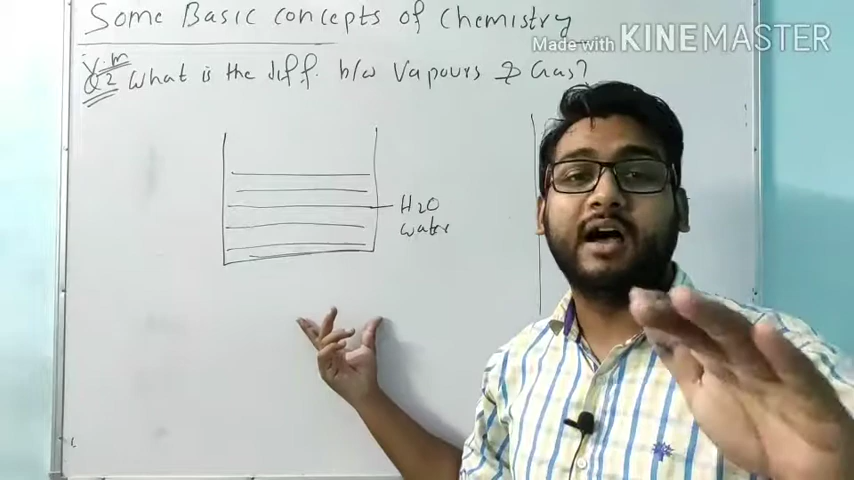 Some Basic concepts of Chemistry
Made with KINEMASTER
V.m
Q2 What is the diff. b/w Vapours & Gas?
H2O
water